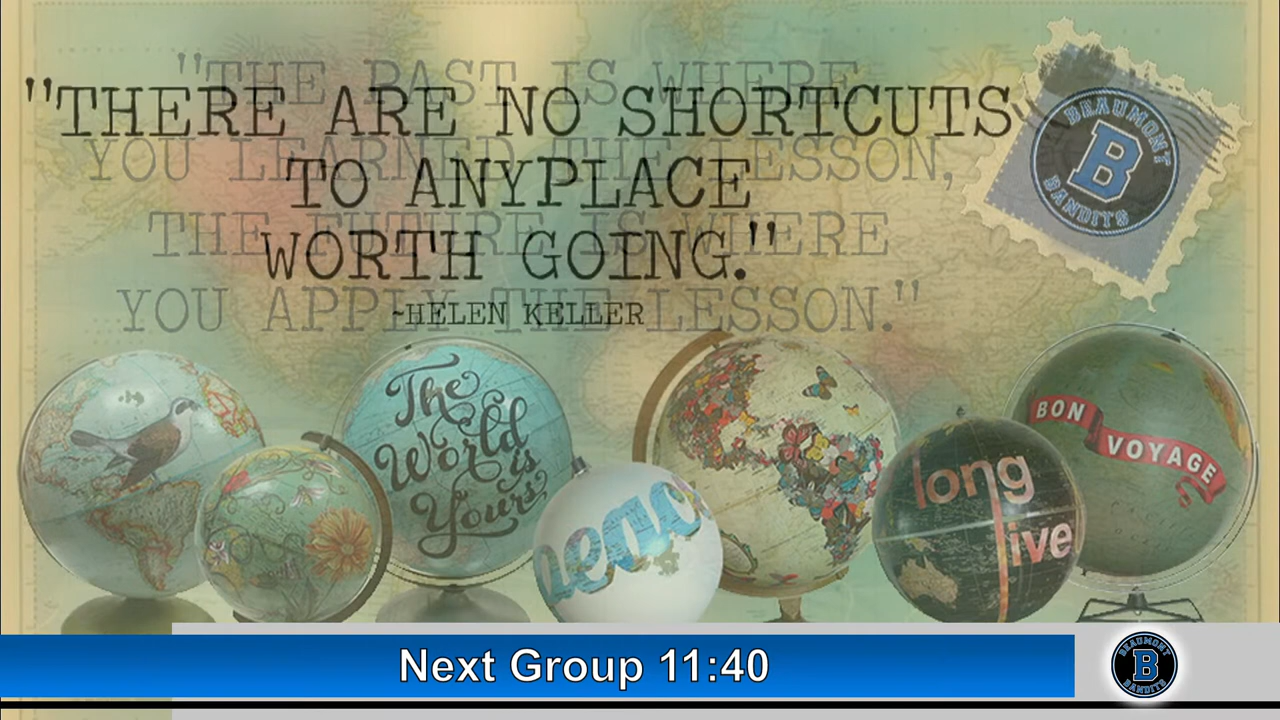 "THE PAST IS WHERE
YOU LEARNED THE LESSON,
THE FUTURE IS WHERE
YOU APPLY THE LESSON."
"THERE ARE NO SHORTCUTS
TO ANYPLACE
WORTH GOING."
~HELEN KELLER
BEAUMONT
B
BANDITS
The
World
is
Yours
peace
long
live
BON
VOYAGE
Next Group 11:40
BEAUMONT
B
BANDITS